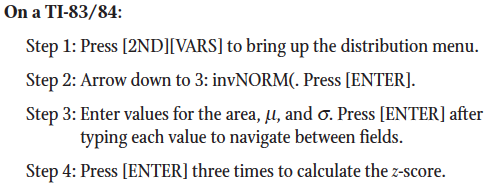 On a TI-83/84:
Step 1: Press [2ND][VARS] to bring up the distribution menu.
Step 2: Arrow down to 3: invNORM(. Press [ENTER].
Step 3: Enter values for the area, μ, and σ. Press [ENTER] after
typing each value to navigate between fields.
Step 4: Press [ENTER] three times to calculate the z-score.